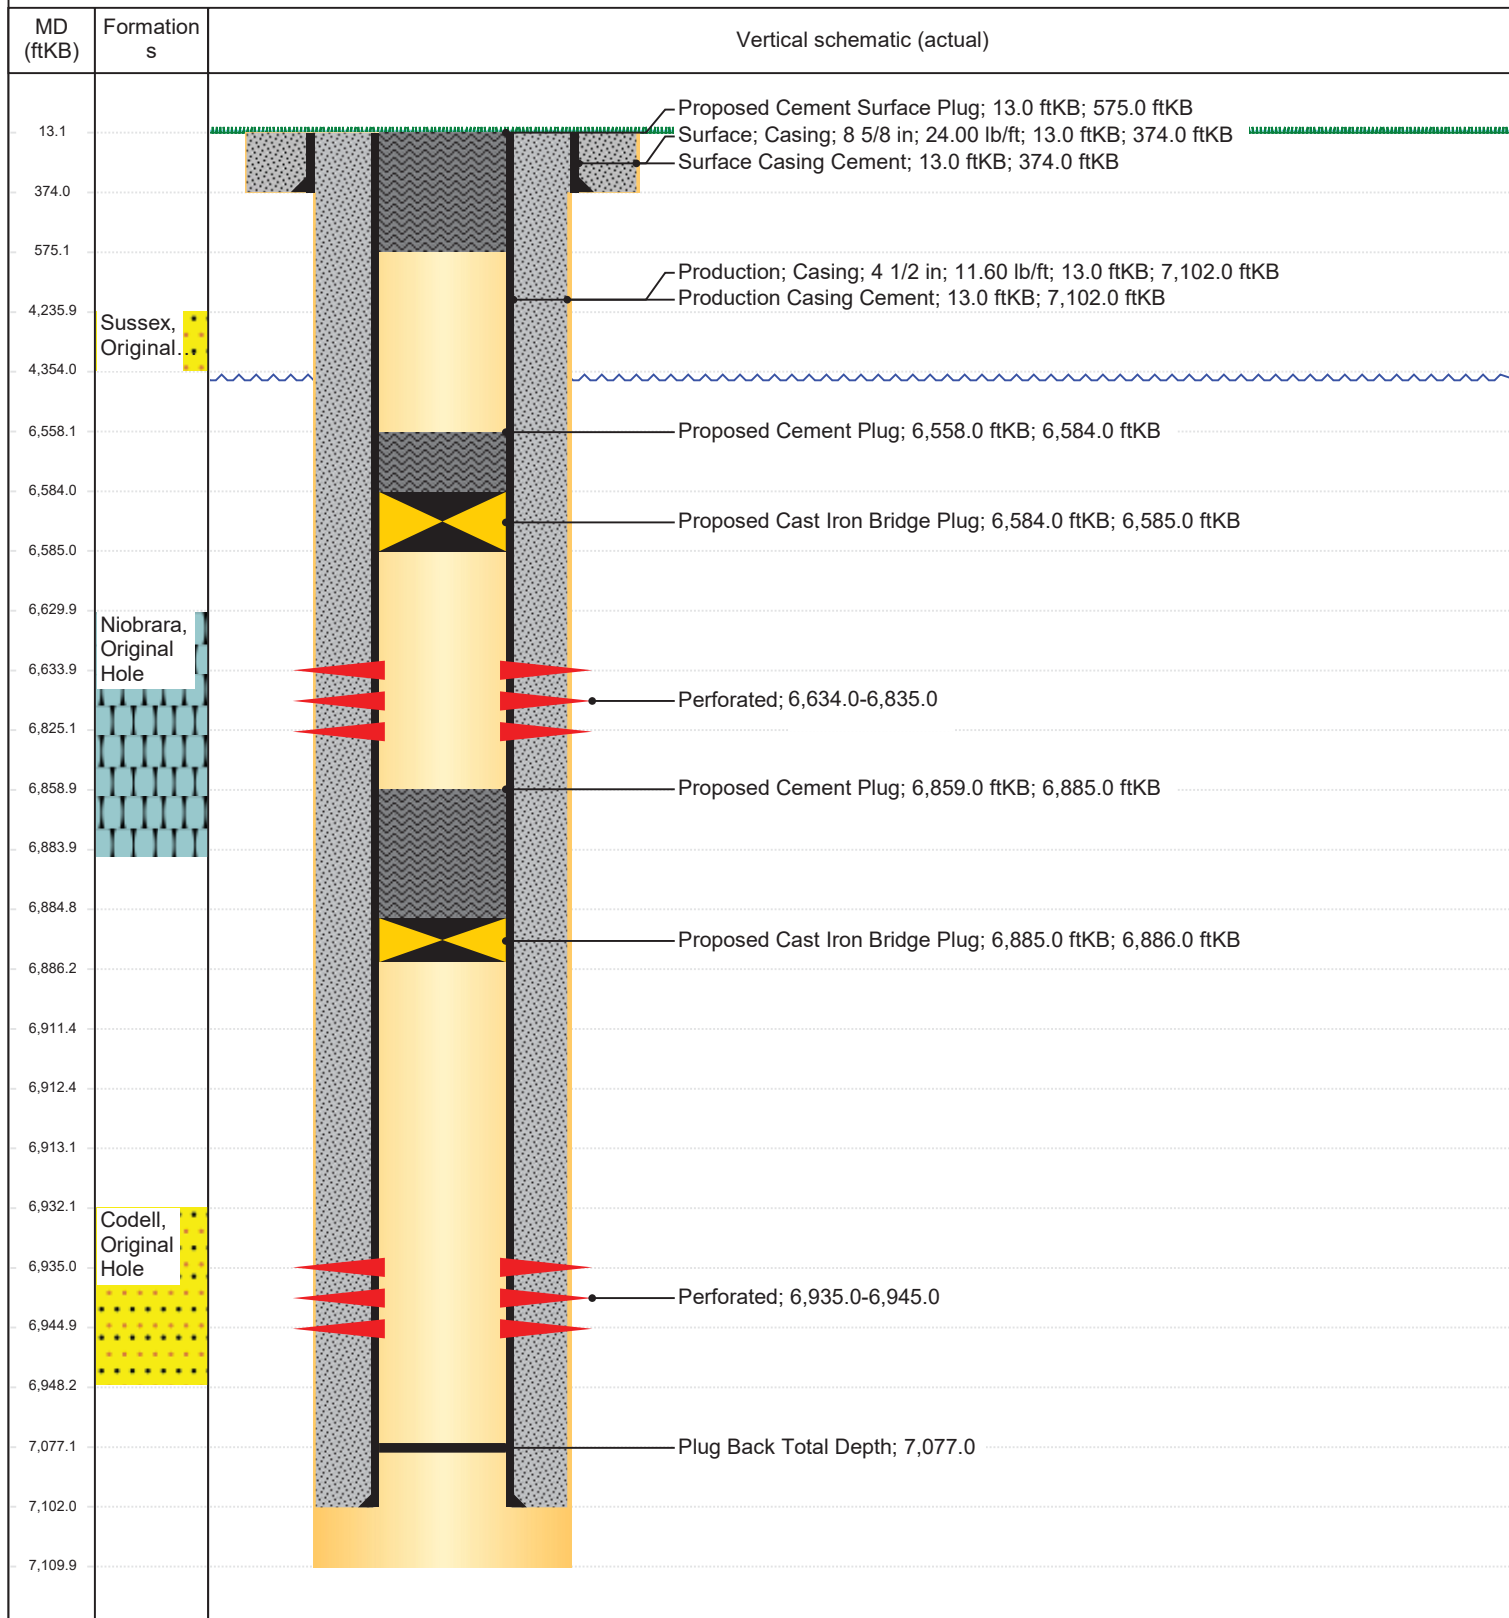 MD
(ftKB)
Formation
s
Vertical schematic (actual)
Proposed Cement Surface Plug; 13.0 ftKB; 575.0 ftKB
13.1
Surface; Casing; 8 5/8 in; 24.00 lb/ft; 13.0 ftKB; 374.0 ftKB
Surface Casing Cement; 13.0 ftKB; 374.0 ftKB
374.0
575.1
Production; Casing; 4 1/2 in; 11.60 lb/ft; 13.0 ftKB; 7,102.0 ftKB
Production Casing Cement; 13.0 ftKB; 7,102.0 ftKB
4,235.9
Sussex,
Original...
4,354.0
6,558.1
Proposed Cement Plug; 6,558.0 ftKB; 6,584.0 ftKB
6,584.0
Proposed Cast Iron Bridge Plug; 6,584.0 ftKB; 6,585.0 ftKB
6,585.0
6,629.9
Niobrara,
Original
Hole
6,633.9
Perforated; 6,634.0-6,835.0
6,825.1
6,858.9
Proposed Cement Plug; 6,859.0 ftKB; 6,885.0 ftKB
6,883.9
6,884.8
Proposed Cast Iron Bridge Plug; 6,885.0 ftKB; 6,886.0 ftKB
6,886.2
6,911.4
6,912.4
6,913.1
6,932.1
Codell,
Original
Hole
6,935.0
Perforated; 6,935.0-6,945.0
6,944.9
6,948.2
7,077.1
Plug Back Total Depth; 7,077.0
7,102.0
7,109.9